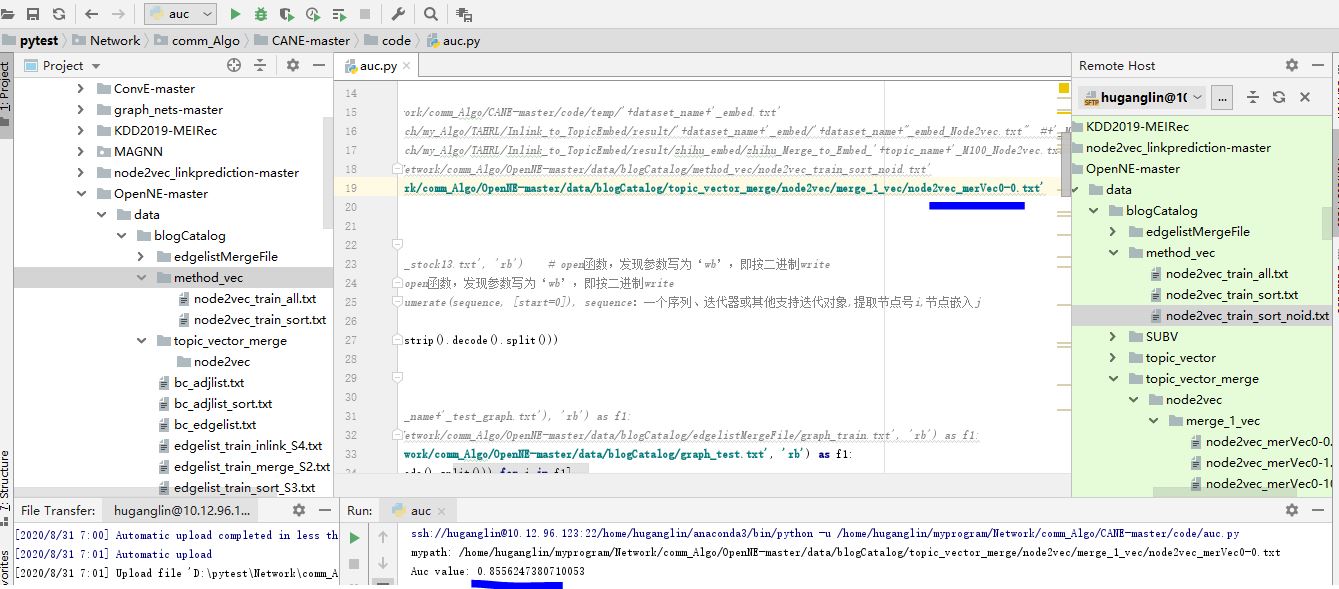 auc
pytest
Network
comm_Algo
CANE-master
code
auc.py
1: Project
Project
ConvE-master
graph_nets-master
KDD2019-MEIRec
MAGNN
node2vec_linkprediction-master
OpenNE-master
data
blogCatalog
edgelistMergeFile
method_vec
node2vec_train_all.txt
node2vec_train_sort.txt
topic_vector_merge
node2vec
bc_adjlist.txt
bc_adjlist_sort.txt
bc_edgelist.txt
edgelist_train_inlink_S4.txt
edgelist_train_merge_S2.txt
edgelist_train_sort_S3.txt
7: Structure
auc.py
14
15 ork/comm_Algo/CANE-master/code/temp/'+dataset_name+'_embed.txt'
16 ch/my_Algo/TAHRL/Inlink_to_TopicEmbed/result/"+dataset_name+'_embed/"+dataset_name+"_embed_Node2vec.txt" #+'_M
17 ch/my_Algo/TAHRL/Inlink_to_TopicEmbed/result/zhihu_embed/zhihu_Merge_to_Embed_'+topic_name+'_M100_Node2vec.tx
18 etwork/comm_Algo/OpenNE-master/data/blogCatalog/method_vec/node2vec_train_sort_noid.txt'
19 rk/comm_Algo/OpenNE-master/data/blogCatalog/topic_vector_merge/node2vec/merge_1_vec/node2vec_merVec0-0.txt'
20
21
22
23 _stock13.txt', 'rb') # open函数，发现参数写为‘wb’，即按二进制write
24 open函数，发现参数写为‘wb’，即按二进制write
25 umerate(sequence, [start=0]), sequence：一个序列、迭代器或其他支持迭代对象,提取节点号i,节点嵌入j
26
27 strip().decode().split()))
28
29
30
31 _name+'_test_graph.txt'), 'rb') as f1:
32 etwork/comm_Algo/OpenNE-master/data/blogCatalog/edgelistMergeFile/graph_train.txt', 'rb') as f1:
33 work/comm_Algo/OpenNE-master/data/blogCatalog/graph_test.txt', 'rb') as f1:
Remote Host
huganglin@10
...
KDD2019-MEIRec
node2vec_linkprediction-master
OpenNE-master
data
blogCatalog
edgelistMergeFile
method_vec
node2vec_train_all.txt
node2vec_train_sort.txt
node2vec_train_sort_noid.txt
SUBV
topic_vector
topic_vector_merge
node2vec
merge_1_vec
node2vec_merVec0-0.
node2vec_merVec0-1.
node2vec_merVec0-10
File Transfer: huganglin@10.12.96.1...
[2020/8/31 7:00] Automatic upload completed in less th
[2020/8/31 7:01] Automatic upload
[2020/8/31 7:01] Upload file 'D:\pytest\Network\comm_A
Run: auc
ssh://huganglin@10.12.96.123:22/home/huganglin/anaconda3/bin/python -u /home/huganglin/myprogram/Network/comm_Algo/CANE-master/code/auc.py
mypath: /home/huganglin/myprogram/Network/comm_Algo/OpenNE-master/data/blogCatalog/topic_vector_merge/node2vec/merge_1_vec/node2vec_merVec0-0.txt
Auc value: 0.8556247380710053